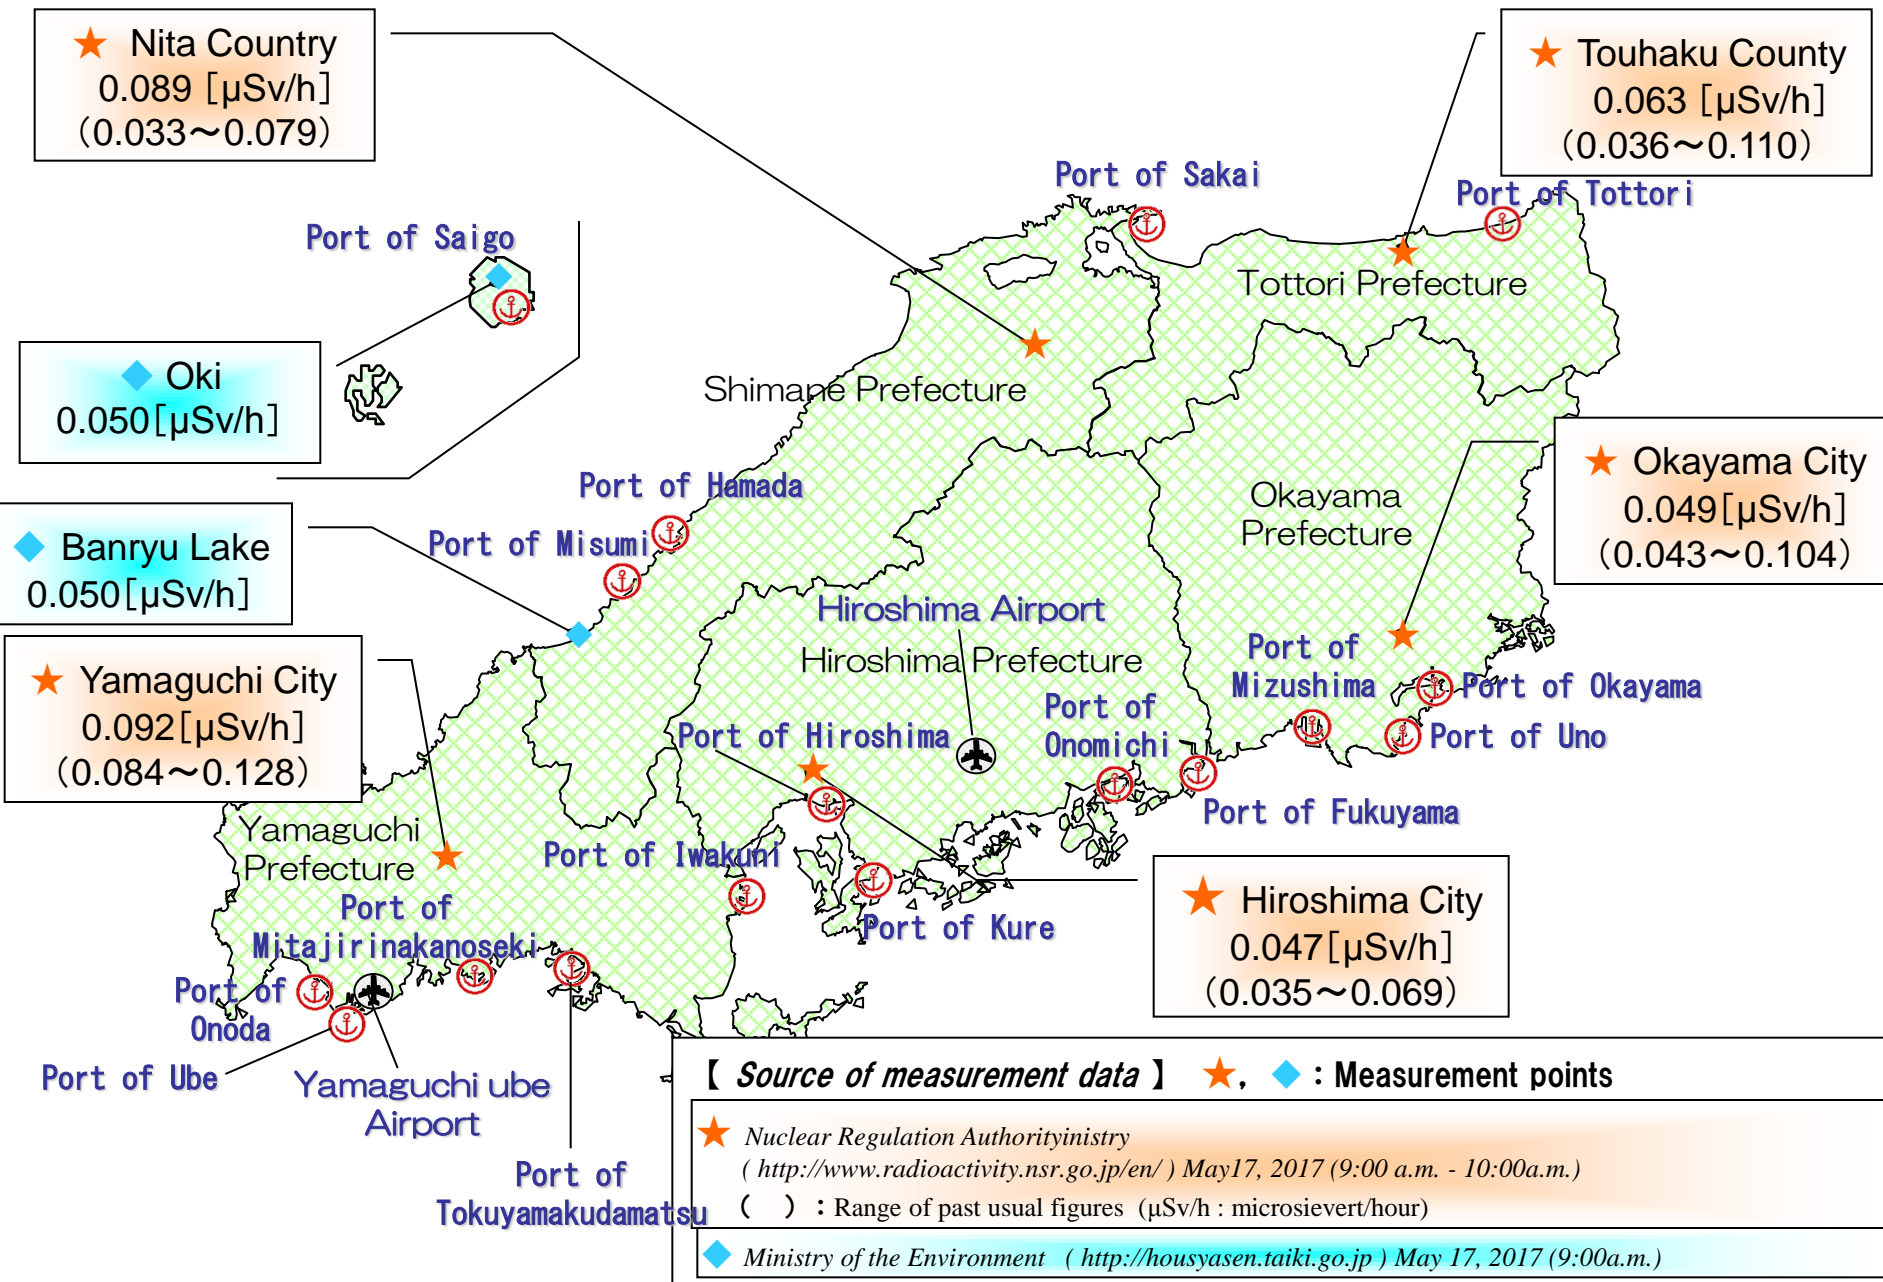 ★ Nita Country
0.089 [μSv/h]
（0.033～0.079）
★ Touhaku County
0.063 [μSv/h]
（0.036～0.110）
Port of Sakai
Port of Tottori
Port of Saigo
Tottori Prefecture
◆ Oki
0.050[μSv/h]
Shimane Prefecture
★ Okayama City
0.049[μSv/h]
（0.043～0.104）
Port of Hamada
Okayama
Prefecture
Port of Misumi
◆ Banryu Lake
0.050[μSv/h]
Hiroshima Airport
Hiroshima Prefecture
Port of
Mizushima
★ Yamaguchi City
0.092[μSv/h]
（0.084～0.128）
Port of Okayama
Port of
Onomichi
Port of Hiroshima
Port of Uno
Port of Fukuyama
Yamaguchi
Prefecture
Port of Iwakuni
★ Hiroshima City
0.047[μSv/h]
（0.035～0.069）
Port of Kure
Port of
Mitajirinakanoseki
Port of
Onoda
Port of Ube
Yamaguchi ube
Airport
Port of
Tokuyamakudamatsu
【 Source of measurement data 】 ★, ◆ : Measurement points
★ Nuclear Regulation Authorityinistry
( http://www.radioactivity.nsr.go.jp/en/ ) May17, 2017 (9:00 a.m. - 10:00a.m.)
( ) : Range of past usual figures (μSv/h : microsievert/hour)
◆ Ministry of the Environment ( http://housyasen.taiki.go.jp ) May 17, 2017 (9:00a.m.)